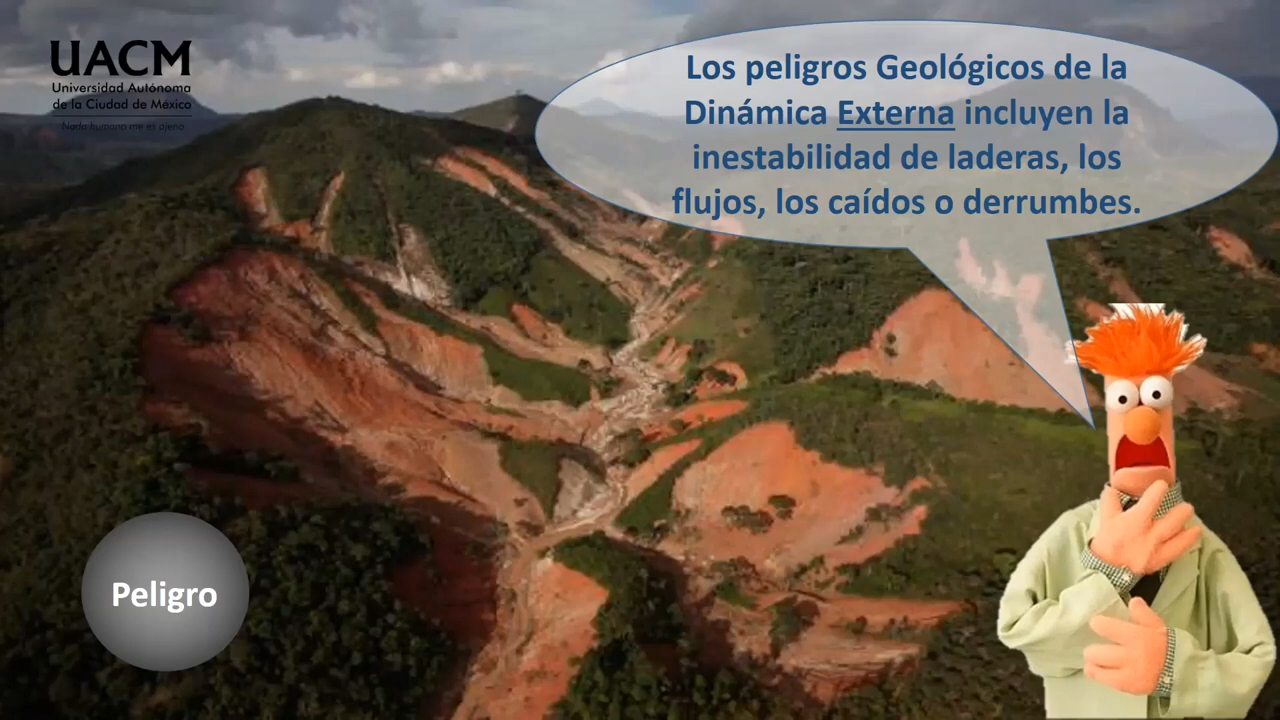 UACM
Universidad Autónoma
de la Ciudad de México
Nada humano me es ajeno
Los peligros Geológicos de la
Dinámica Externa incluyen la
inestabilidad de laderas, los
flujos, los caídos o derrumbes.
Peligro